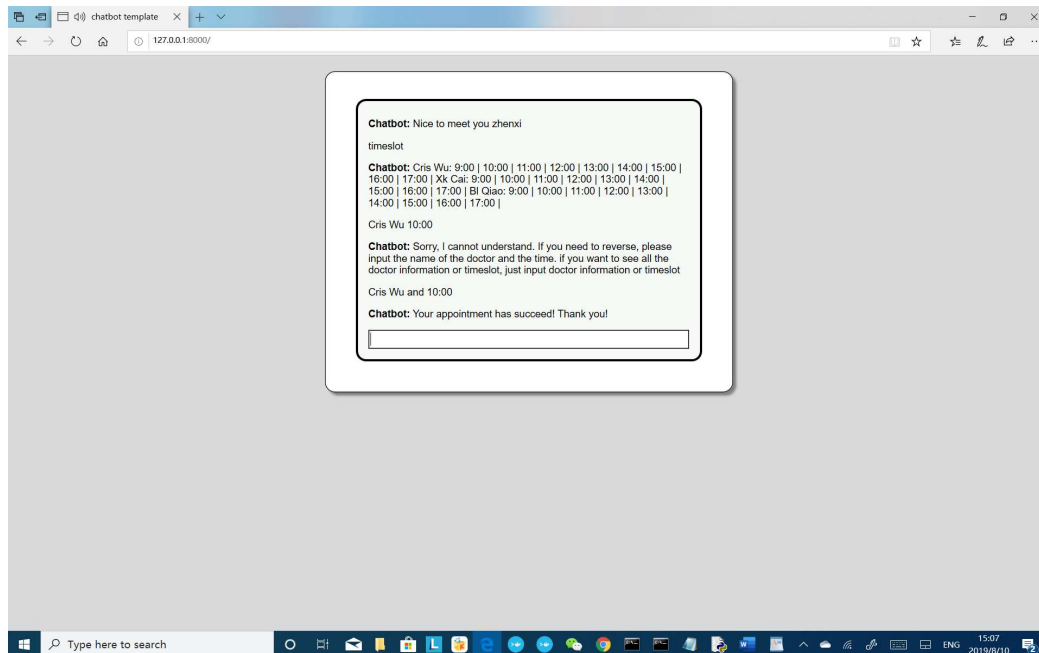 chatbot template
127.0.0.1:8000/
Chatbot: Nice to meet you zhenxi
timeslot
Chatbot: Cris Wu: 9:00 | 10:00 | 11:00 | 12:00 | 13:00 | 14:00 | 15:00 |
16:00 | 17:00 | Xk Cai: 9:00 | 10:00 | 11:00 | 12:00 | 13:00 | 14:00 |
15:00 | 16:00 | 17:00 | Bl Qiao: 9:00 | 10:00 | 11:00 | 12:00 | 13:00 |
14:00 | 15:00 | 16:00 | 17:00 |
Cris Wu 10:00
Chatbot: Sorry, I cannot understand. If you need to reverse, please
input the name of the doctor and the time. if you want to see all the
doctor information or timeslot, just input doctor information or timeslot
Cris Wu and 10:00
Chatbot: Your appointment has succeed! Thank you!
Type here to search
ENG
15:07
2019/8/10